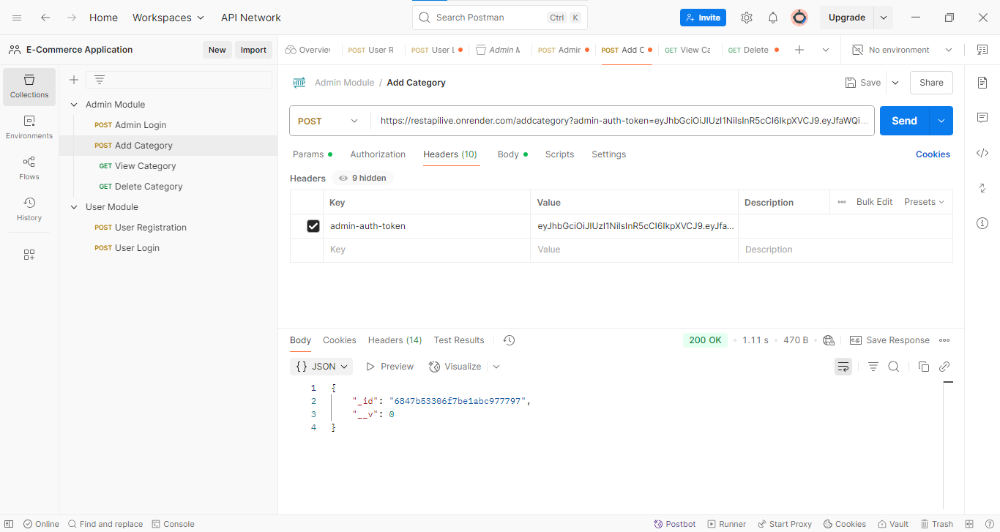 Home Workspaces API Network Search Postman Ctrl K Invite Upgrade
E-Commerce Application New Import Overview POST User R POST User L Admin M POST Admir POST Add C GET View Ca GET Delete No environment
Collections
Environments
Flows
History
Admin Module
POST Admin Login
POST Add Category
GET View Category
GET Delete Category
User Module
POST User Registration
POST User Login
HTTP Admin Module / Add Category Save Share
POST https://restapilive.onrender.com/addcategory?admin-auth-token=eyJhbGciOiJIUzI1NiIsInR5cCI6IkpXVCJ9.eyJfaWQi... Send
Params Authorization Headers (10) Body Scripts Settings Cookies
Headers 9 hidden
Key Value Description Bulk Edit Presets
admin-auth-token eyJhbGciOiJIUzI1NiIsInR5cCI6IkpXVCJ9.eyJfa...
Key Value Description
Body Cookies Headers (14) Test Results 200 OK 1.11 s 470 B e.g. Save Response
{} JSON Preview Visualize
1 {
2 "_id": "6847b53306f7be1abc977797",
3 "__v": 0
4 }
Online Find and replace Console Postbot Runner Start Proxy Cookies Vault Trash